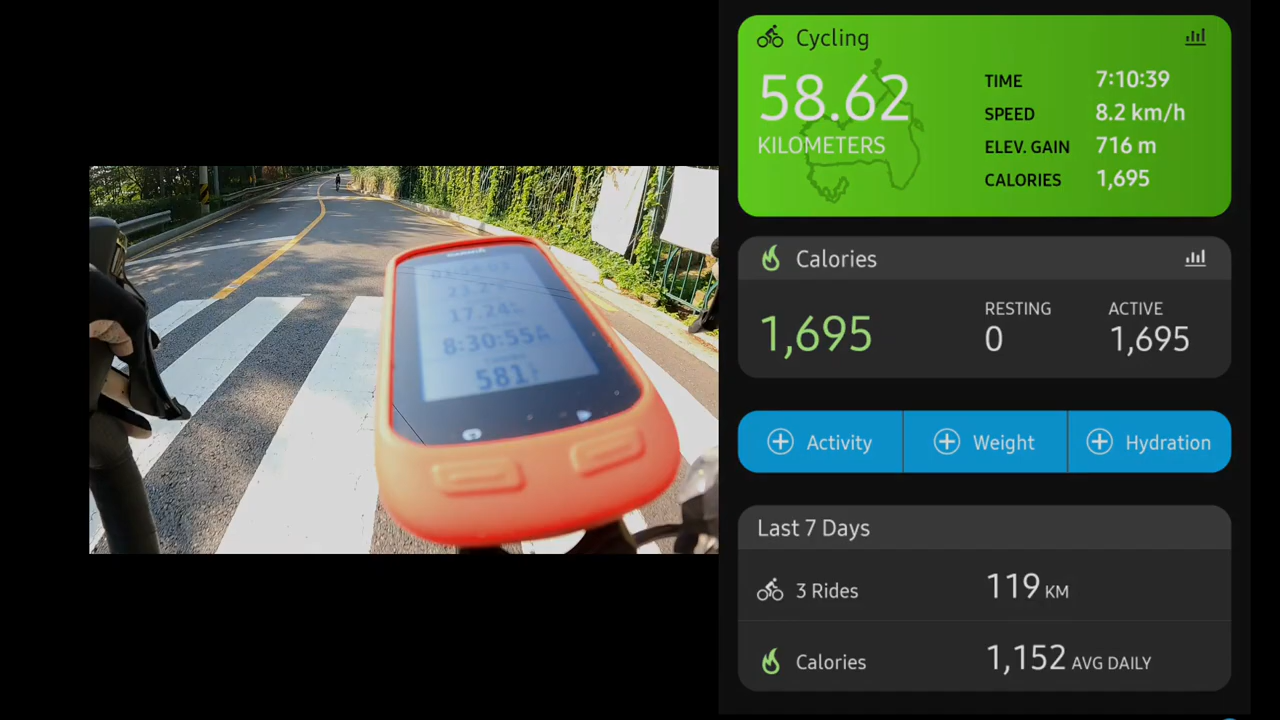 17.24
8:30:55
581
Cycling
58.62
KILOMETERS
TIME 7:10:39
SPEED 8.2 km/h
ELEV. GAIN 716 m
CALORIES 1,695
Calories
1,695
RESTING
0
ACTIVE
1,695
Activity
Weight
Hydration
Last 7 Days
3 Rides 119 KM
Calories 1,152 AVG DAILY